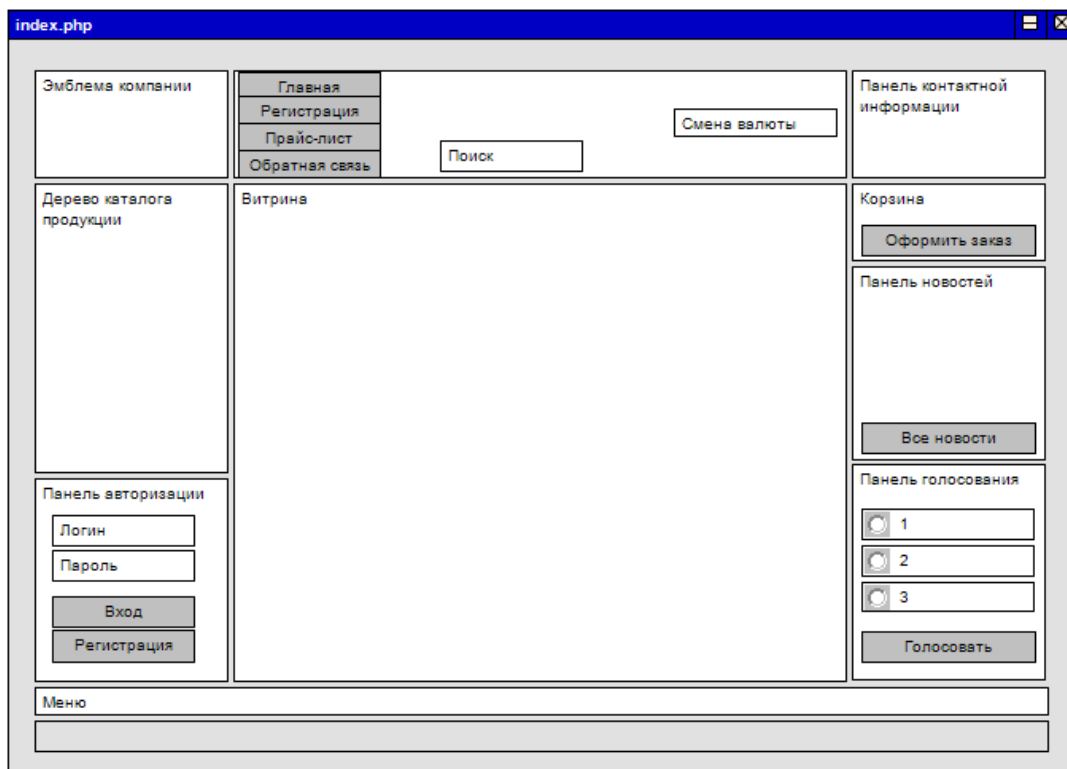 index.php
Эмблема компании
Главная
Регистрация
Прайс-лист
Обратная связь
Поиск
Смена валюты
Панель контактной
информации
Дерево каталога
продукции
Витрина
Корзина
Оформить заказ
Панель новостей
Все новости
Панель авторизации
Логин
Пароль
Вход
Регистрация
Панель голосования
1
2
3
Голосовать
Меню